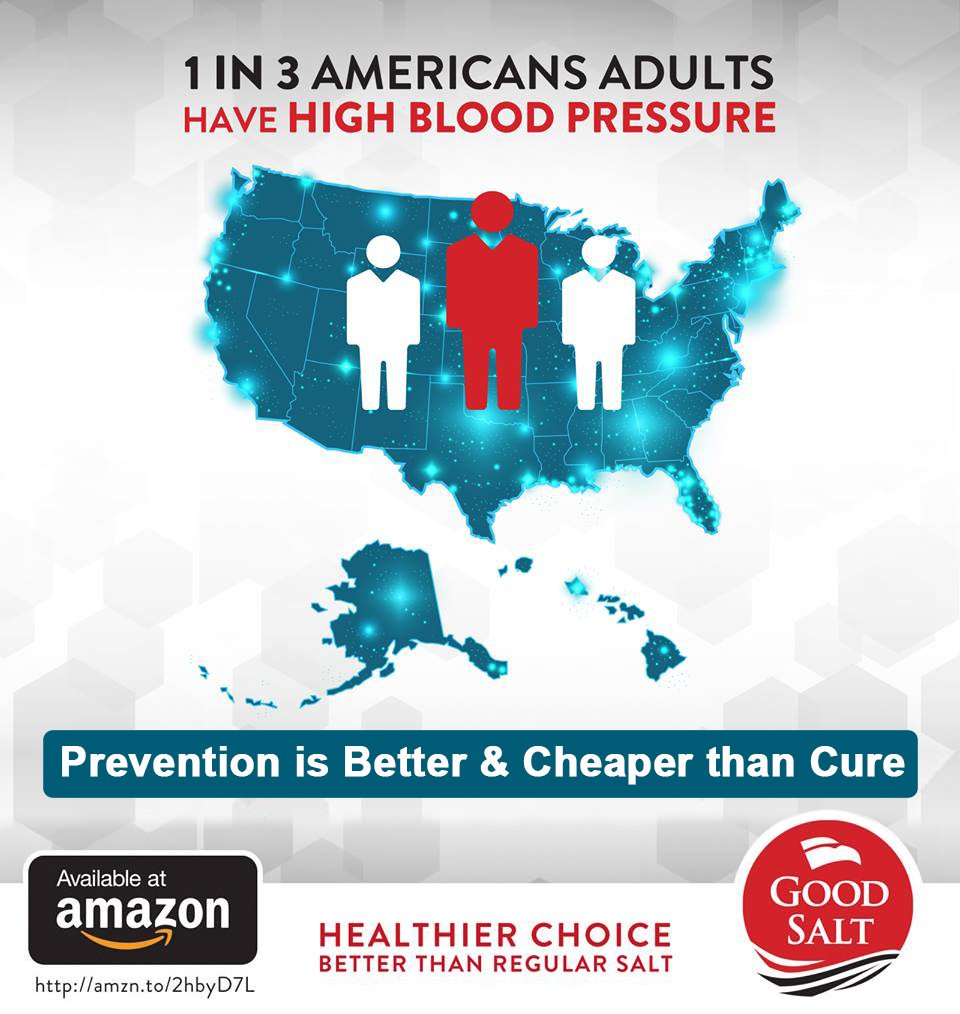 1 IN 3 AMERICANS ADULTS
HAVE HIGH BLOOD PRESSURE
Prevention is Better & Cheaper than Cure
Available at
amazon
http://amzn.to/2hbyD7L
HEALTHIER CHOICE
BETTER THAN REGULAR SALT
GOOD
SALT